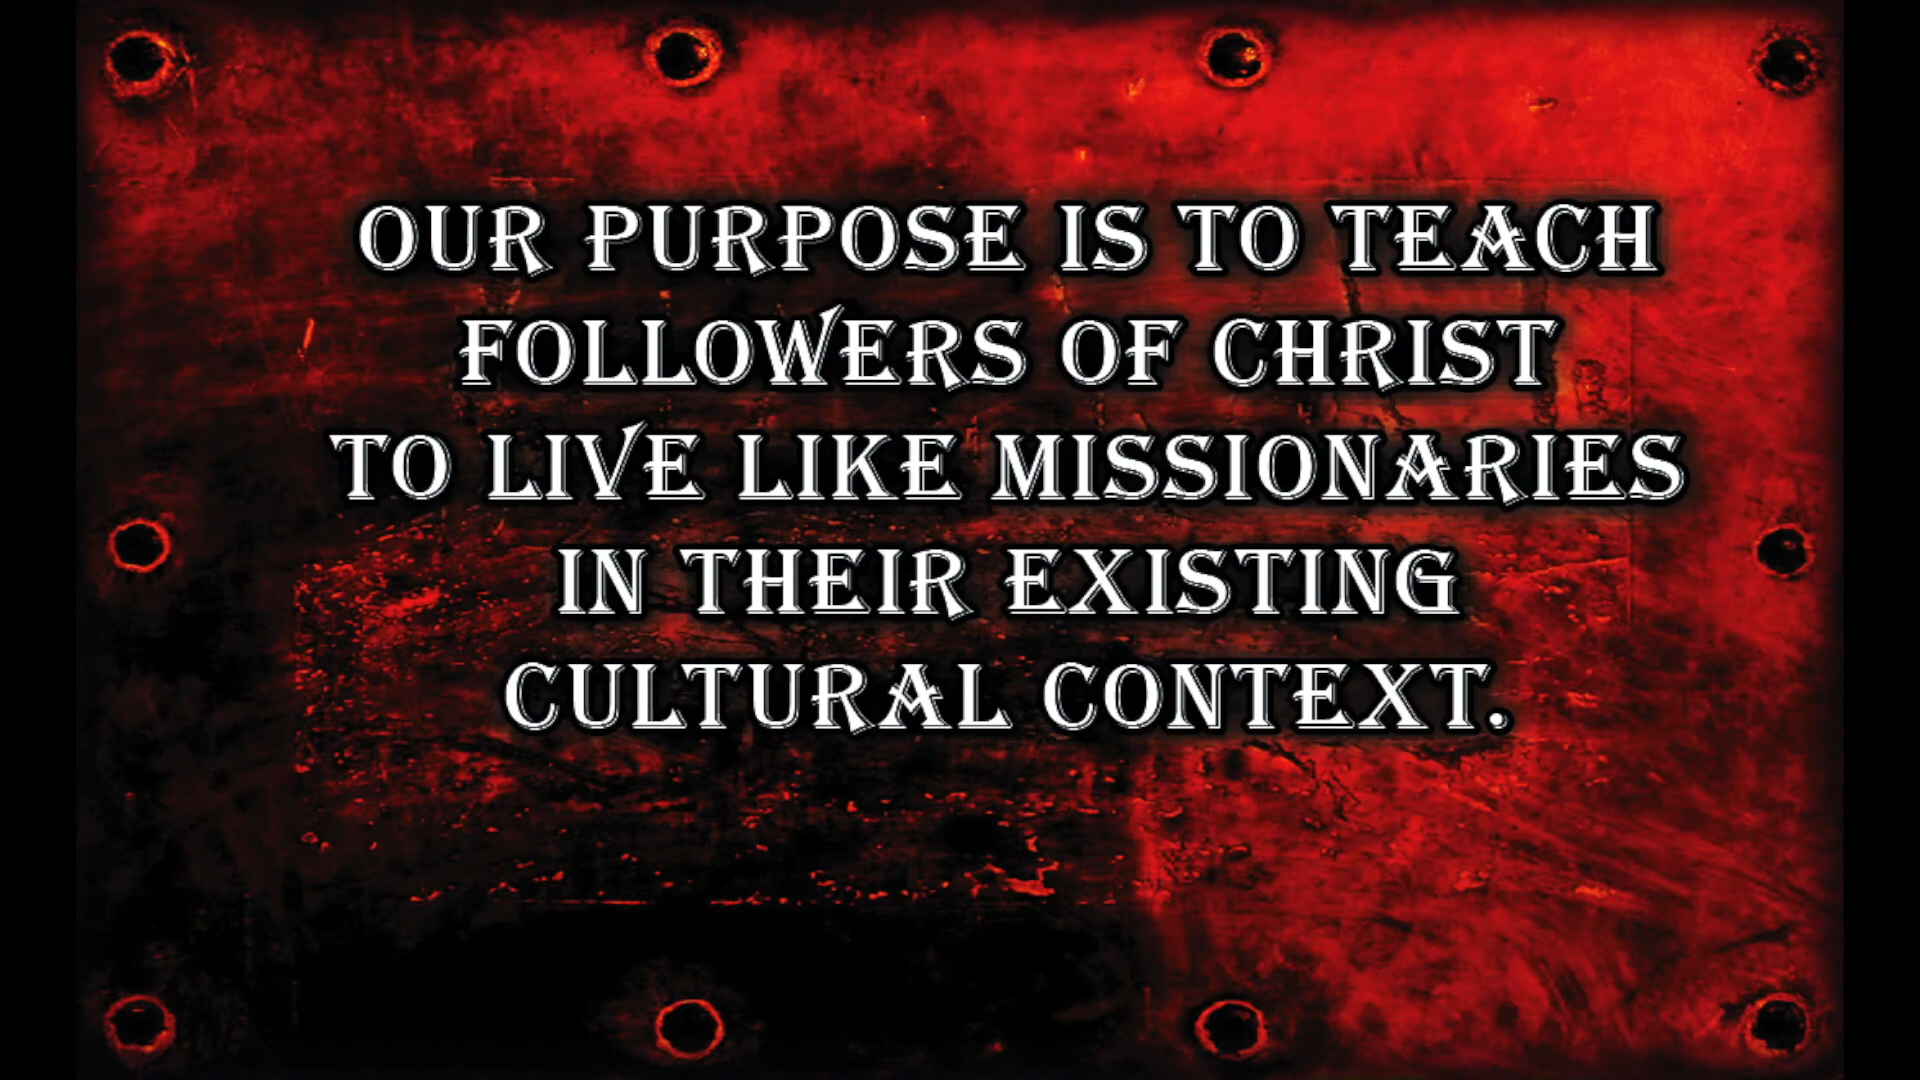 OUR PURPOSE IS TO TEACH
FOLLOWERS OF CHRIST
TO LIVE LIKE MISSIONARIES
IN THEIR EXISTING
CULTURAL CONTEXT.